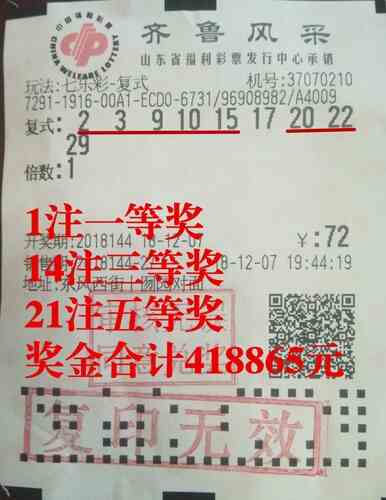 中国福利彩票
CHINA WELFARE LOTTERY
齐鲁风采
山东省福利彩票发行中心承销
玩法:七乐彩-复式 机号:37070210
7291-1916-00A1-ECD0-6731/96908982/A4009
复式: 2 3 9 10 15 17 20 22
29
倍数:1
1注一等奖
开奖期:2018144 18-12-07 ¥:72
14注三等奖
18-12-07 19:44:19
21注五等奖
奖金合计418865元
复印无效